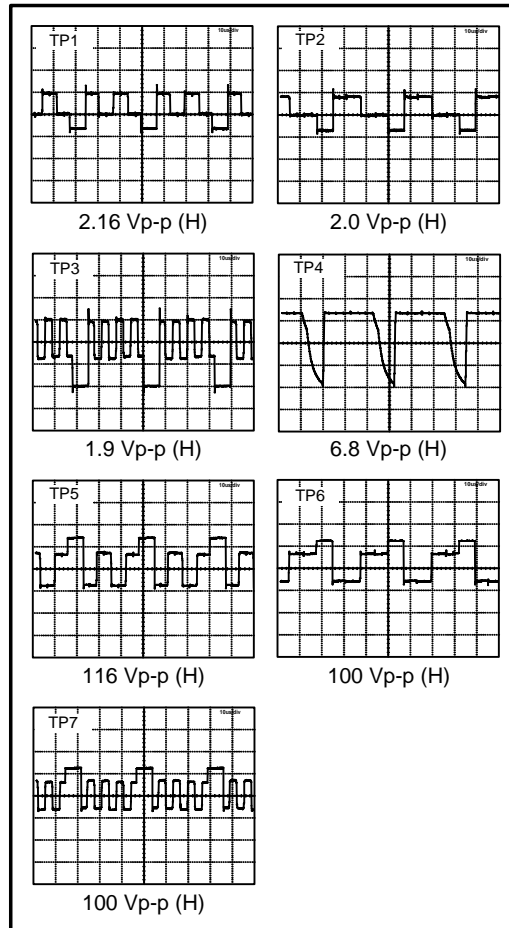 TP1 10us/div
TP2 10us/div
2.16 Vp-p (H)
2.0 Vp-p (H)
TP3 10us/div
TP4 10us/div
1.9 Vp-p (H)
6.8 Vp-p (H)
TP5 10us/div
TP6 10us/div
116 Vp-p (H)
100 Vp-p (H)
TP7 10us/div
100 Vp-p (H)